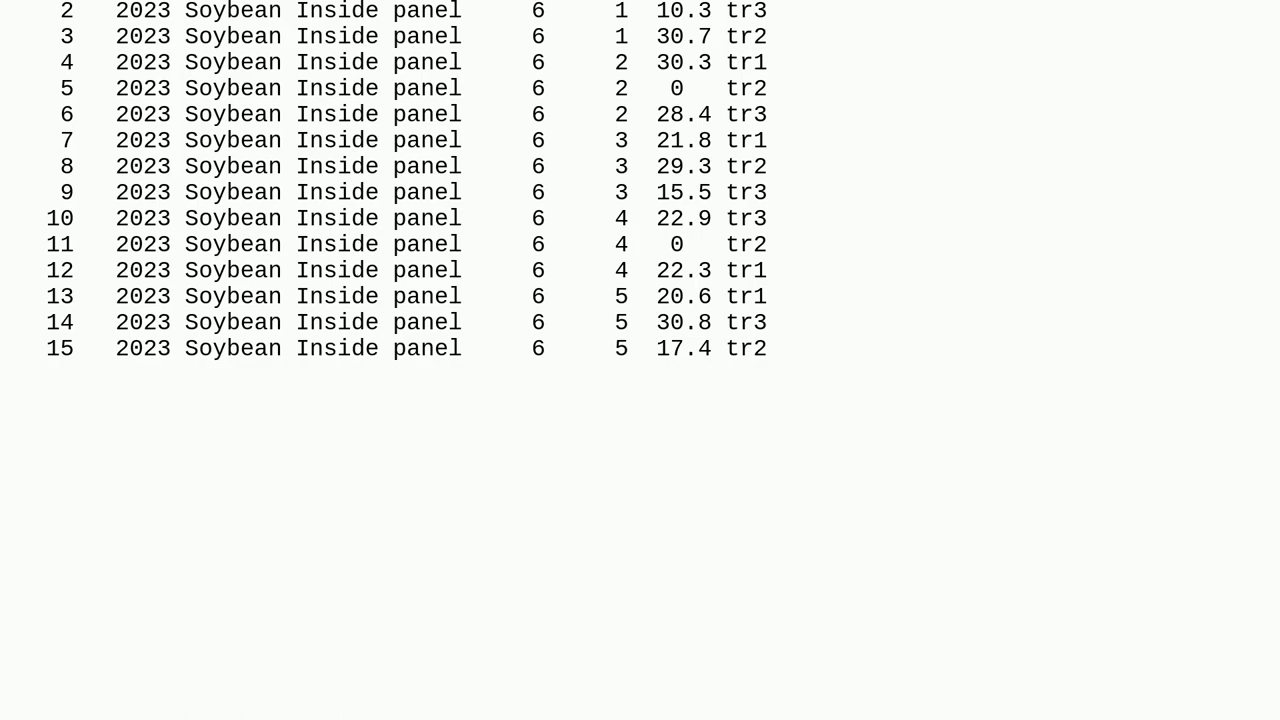 2 2023 Soybean Inside panel 6 1 10.3 tr3
3 2023 Soybean Inside panel 6 1 30.7 tr2
4 2023 Soybean Inside panel 6 2 30.3 tr1
5 2023 Soybean Inside panel 6 2 0 tr2
6 2023 Soybean Inside panel 6 2 28.4 tr3
7 2023 Soybean Inside panel 6 3 21.8 tr1
8 2023 Soybean Inside panel 6 3 29.3 tr2
9 2023 Soybean Inside panel 6 3 15.5 tr3
10 2023 Soybean Inside panel 6 4 22.9 tr3
11 2023 Soybean Inside panel 6 4 0 tr2
12 2023 Soybean Inside panel 6 4 22.3 tr1
13 2023 Soybean Inside panel 6 5 20.6 tr1
14 2023 Soybean Inside panel 6 5 30.8 tr3
15 2023 Soybean Inside panel 6 5 17.4 tr2